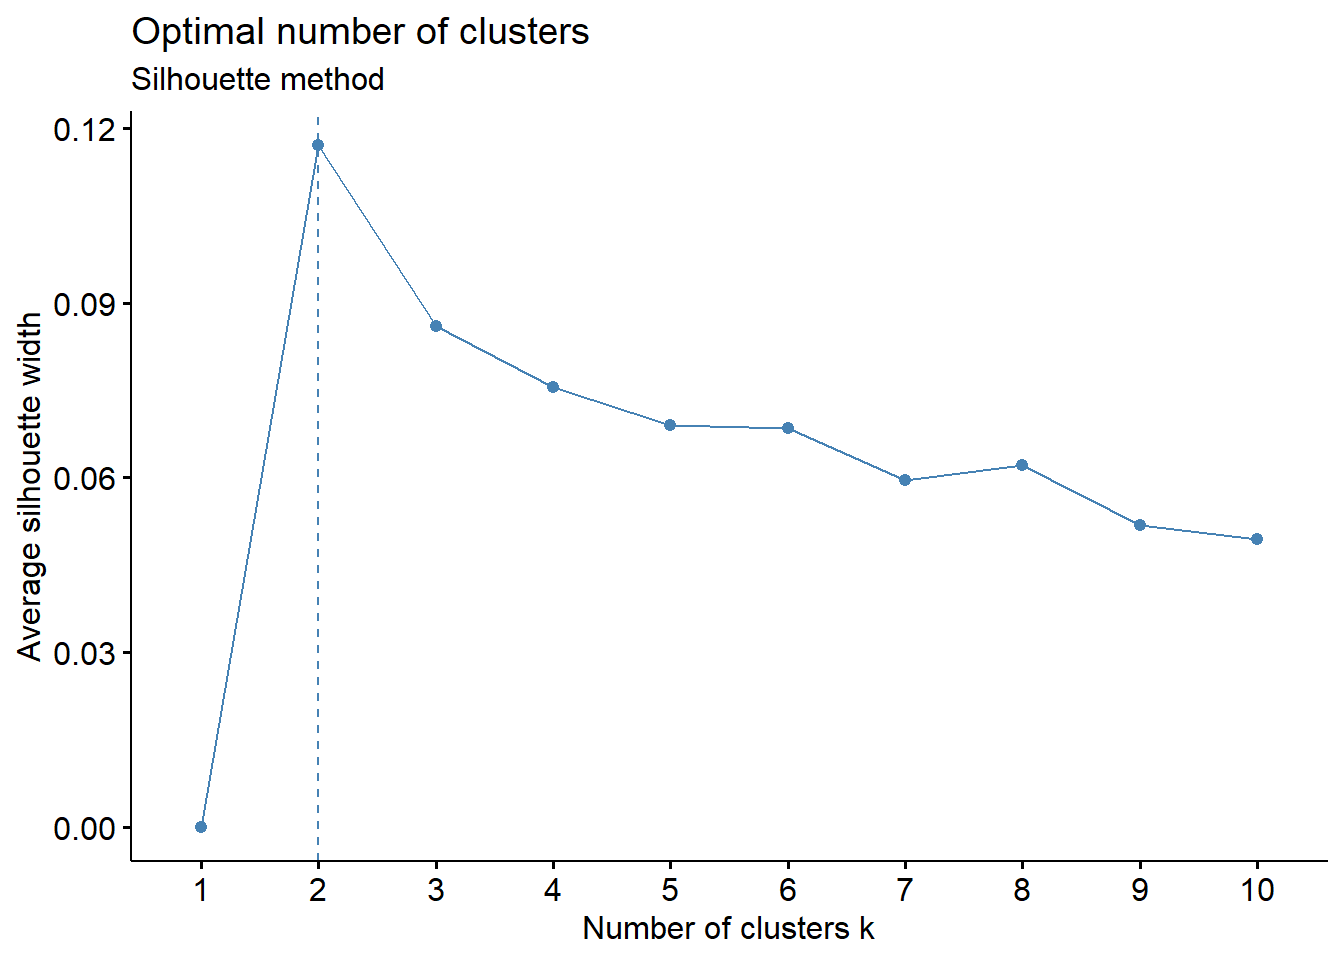 Optimal number of clusters
Silhouette method
Average silhouette width
0.12
0.09
0.06
0.03
0.00
1 2 3 4 5 6 7 8 9 10
Number of clusters k